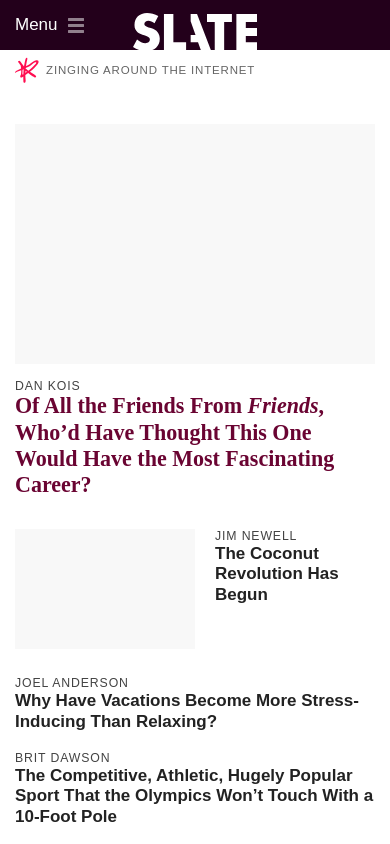 Menu
SLATE
ZINGING AROUND THE INTERNET
DAN KOIS
Of All the Friends From Friends,
Who’d Have Thought This One
Would Have the Most Fascinating
Career?
JIM NEWELL
The Coconut
Revolution Has
Begun
JOEL ANDERSON
Why Have Vacations Become More Stress-
Inducing Than Relaxing?
BRIT DAWSON
The Competitive, Athletic, Hugely Popular
Sport That the Olympics Won’t Touch With a
10-Foot Pole